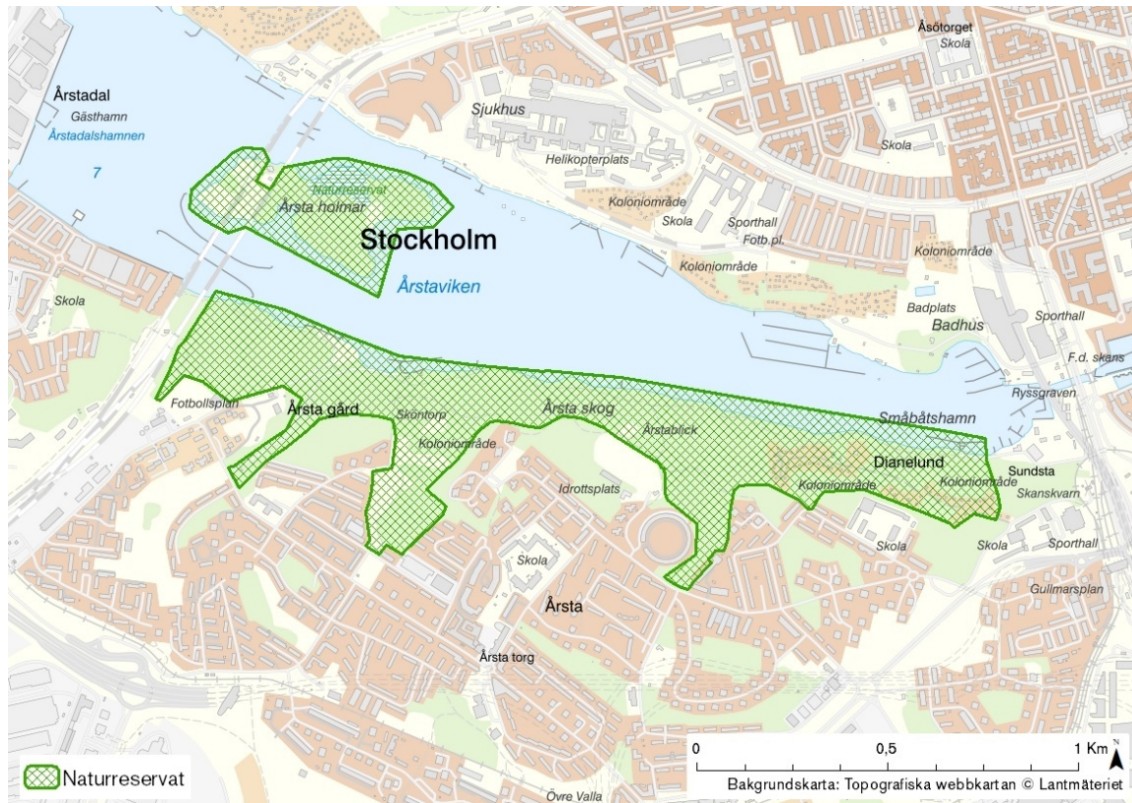 Åsötorget
Skola
Årstadal
Gästhamn
Årstadalshamnen
7
Sjukhus
Helikopterplats
Skola
Naturreservat
Årsta holmar
Koloniområde
Skola
Sporthall
Fotb.pl.
Stockholm
Koloniområde
Koloniområde
Årstaviken
Skola
Badplats
Badhus
Sporthall
F.d. skans
Ryssgraven
Fotbollsplan
Årsta gård
Sköntorp
Årsta skog
Småbåtshamn
Koloniområde
Årstablick
Dianelund
Koloniområde
Koloniområde
Sundsta
Skanskvarn
Idrottsplats
Skola
Skola
Skola
Sporthall
Årsta
Gullmarsplan
Årsta torg
Naturreservat
0
0,5
1 Km
N
Bakgrundskarta: Topografiska webbkartan © Lantmäteriet
Övre Valla